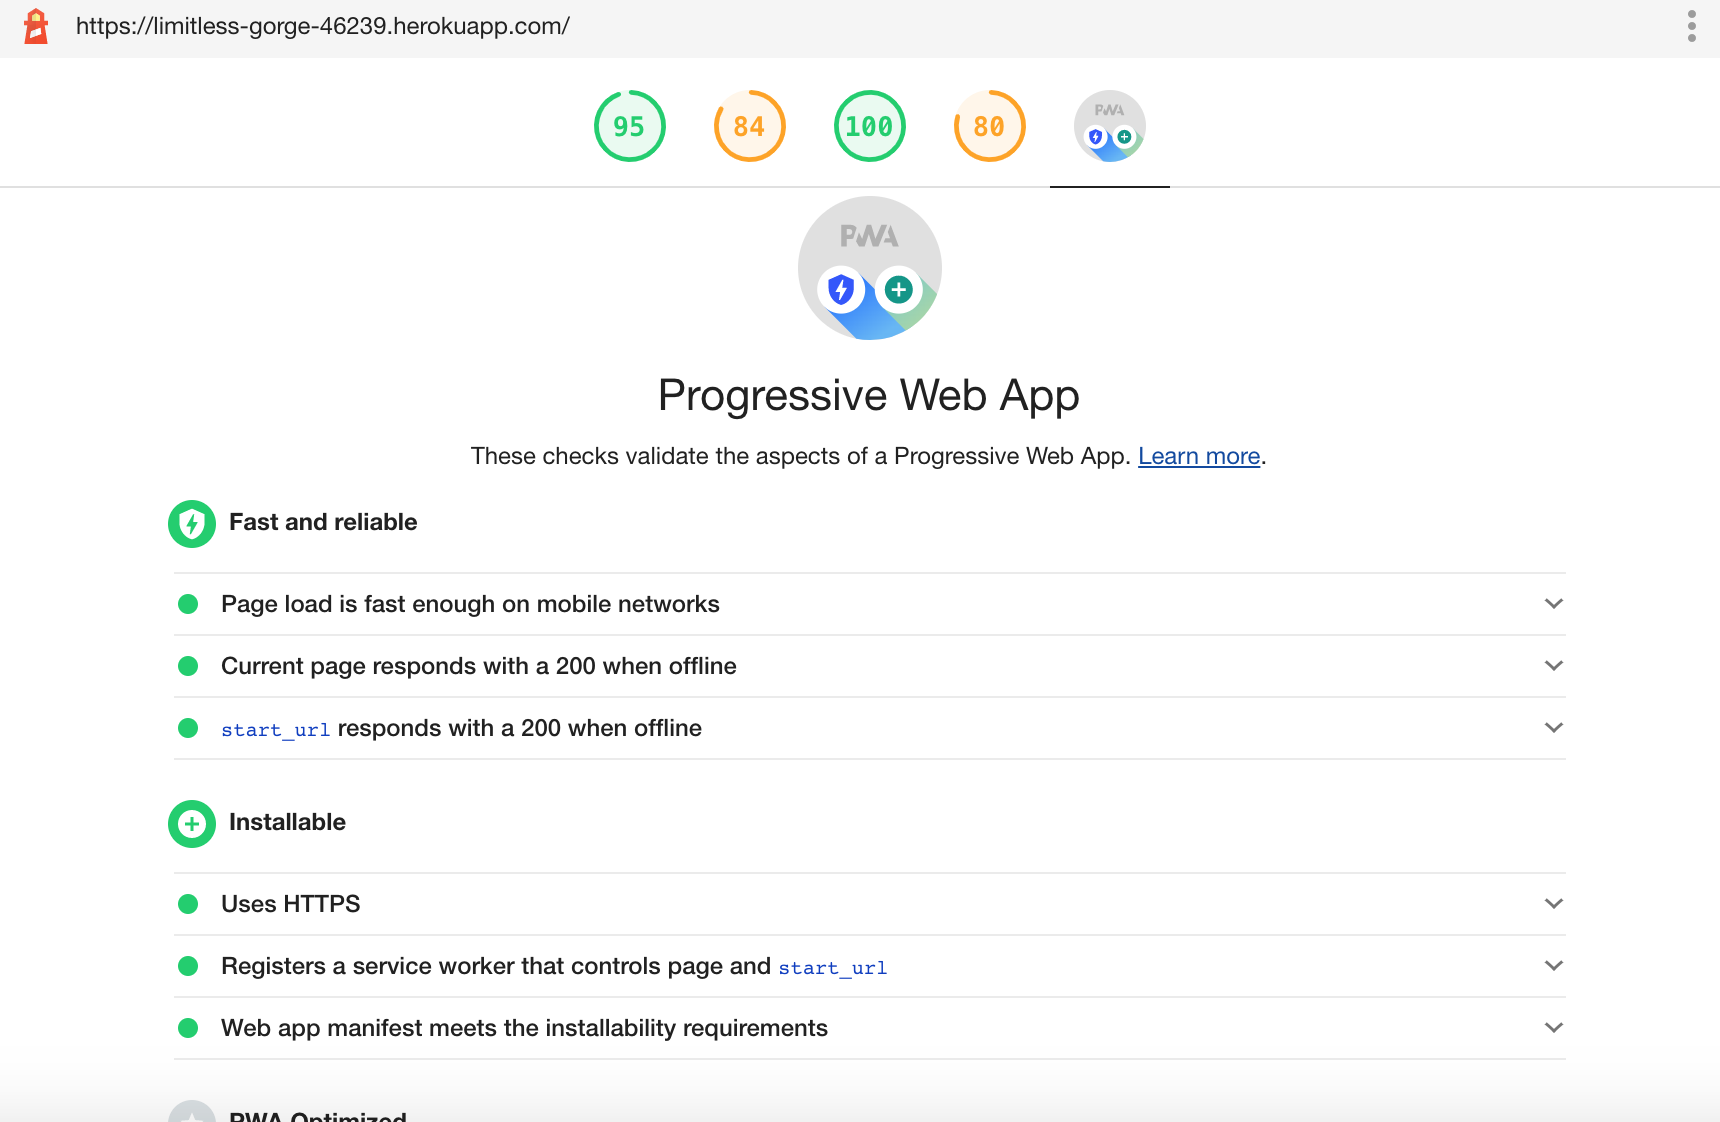 https://limitless-gorge-46239.herokuapp.com/
95 84 100 80 PWA
PWA
Progressive Web App
These checks validate the aspects of a Progressive Web App. Learn more.
Fast and reliable
Page load is fast enough on mobile networks
Current page responds with a 200 when offline
start_url responds with a 200 when offline
Installable
Uses HTTPS
Registers a service worker that controls page and start_url
Web app manifest meets the installability requirements
PWA Optimized